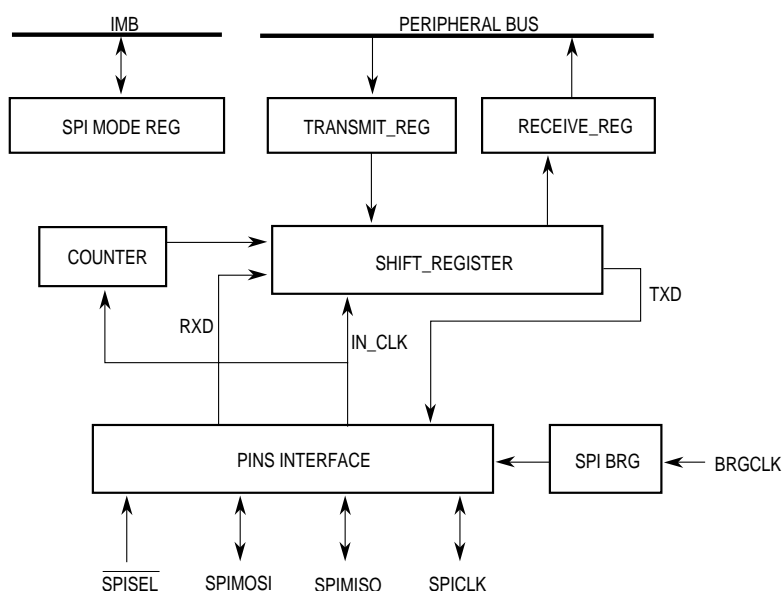 IMB
PERIPHERAL BUS
SPI MODE REG
TRANSMIT_REG
RECEIVE_REG
COUNTER
SHIFT_REGISTER
TXD
RXD
IN_CLK
PINS INTERFACE
SPI BRG
BRGCLK
SPISEL
SPIMOSI
SPIMISO
SPICLK